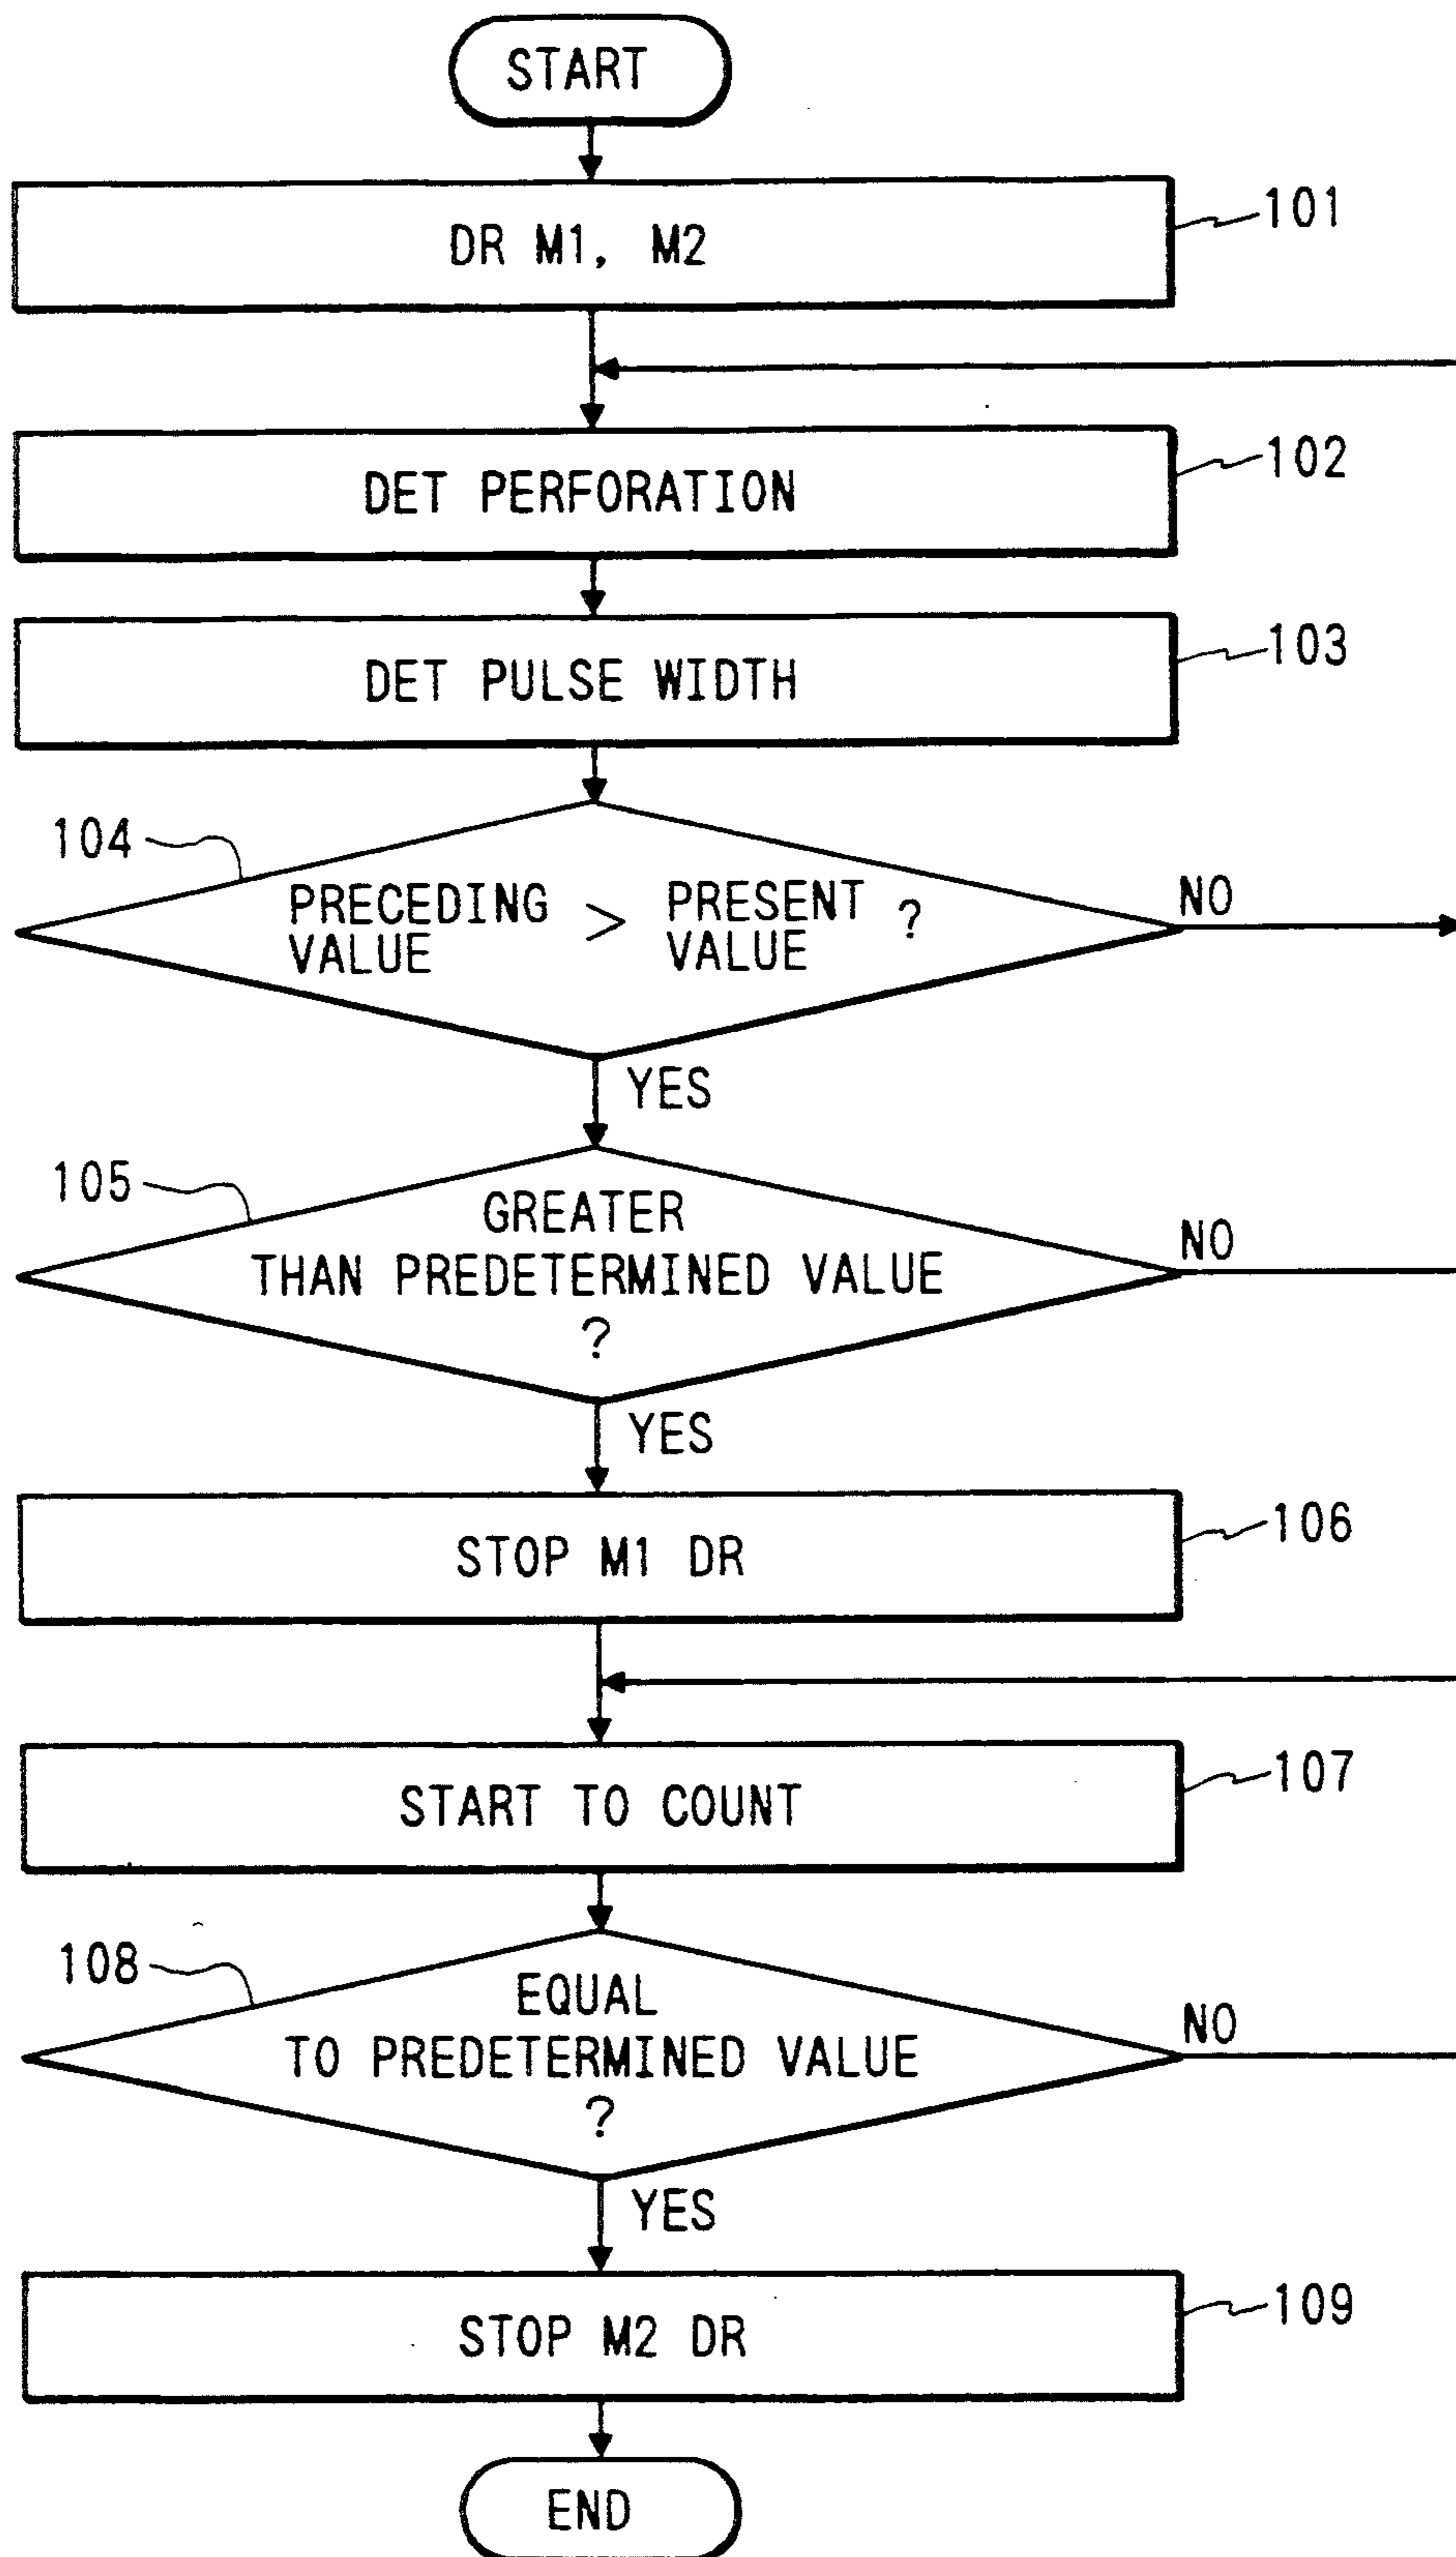 START
DR M1, M2
101
DET PERFORATION
102
DET PULSE WIDTH
103
104
PRECEDING VALUE > PRESENT VALUE ?
NO
YES
105
GREATER
THAN PREDETERMINED VALUE
?
NO
YES
STOP M1 DR
106
START TO COUNT
107
108
EQUAL
TO PREDETERMINED VALUE
?
NO
YES
STOP M2 DR
109
END